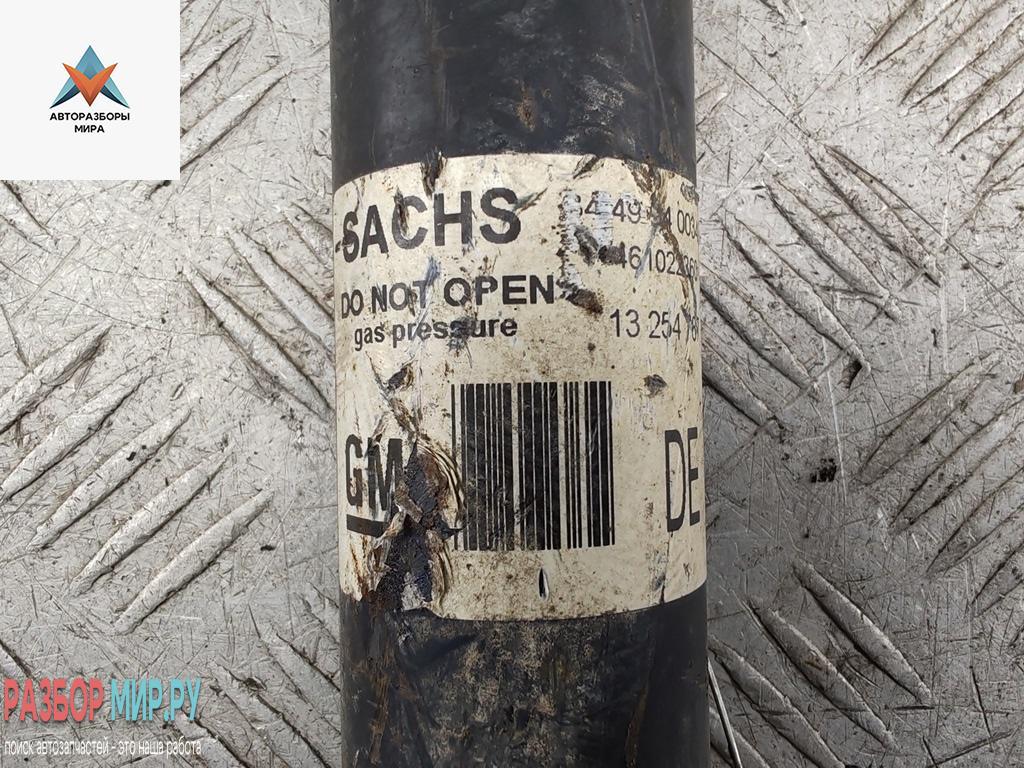 АВТОРАЗБОРЫ
МИРА
SACHS
DO NOT OPEN
gas pressure
13 254
GM
DE
РАЗБОР МИР.РУ
поиск автозапчастей - это наша работа